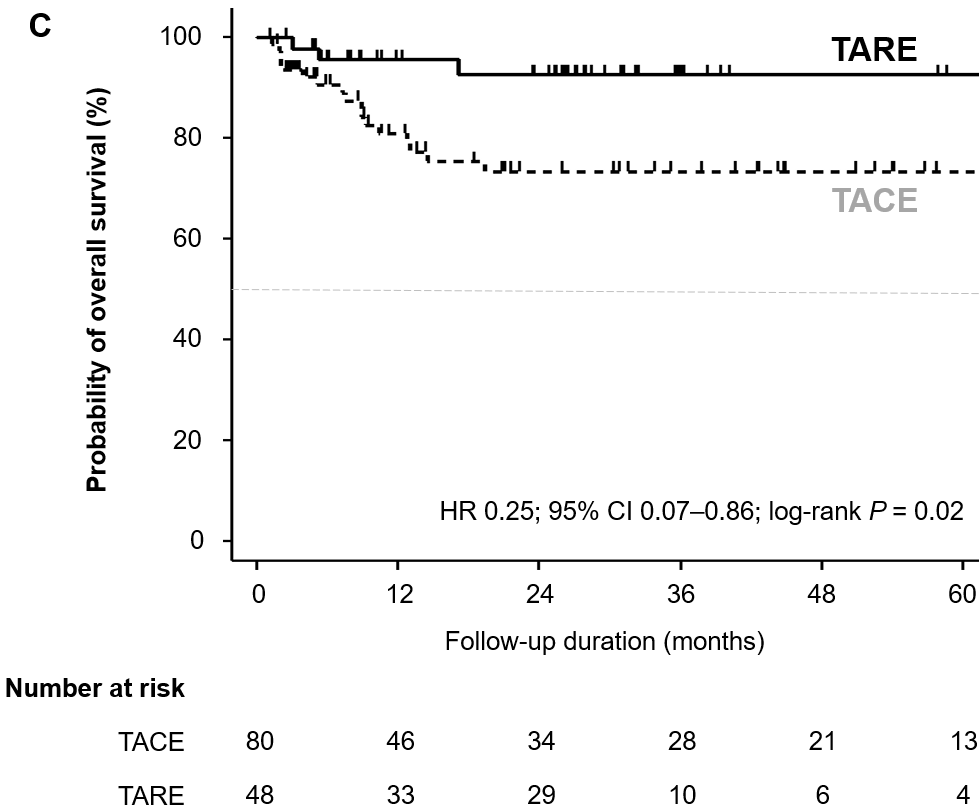 C
TARE
TACE
Probability of overall survival (%)
100
80
60
40
20
0
HR 0.25; 95% CI 0.07–0.86; log-rank P = 0.02
0 12 24 36 48 60
Follow-up duration (months)
Number at risk
TACE 80 46 34 28 21 13
TARE 48 33 29 10 6 4